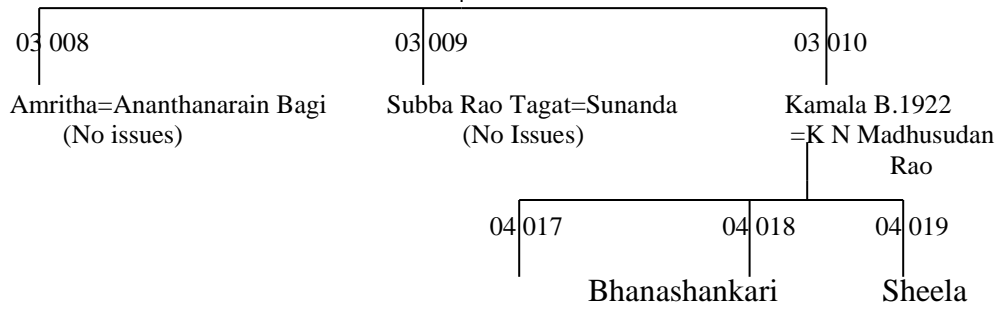 03 008 03 009 03 010
Amritha=Ananthanarain Bagi Subba Rao Tagat=Sunanda Kamala B.1922
(No issues) (No Issues) =K N Madhusudan
Rao
04 017 04 018 04 019
Bhanashankari Sheela